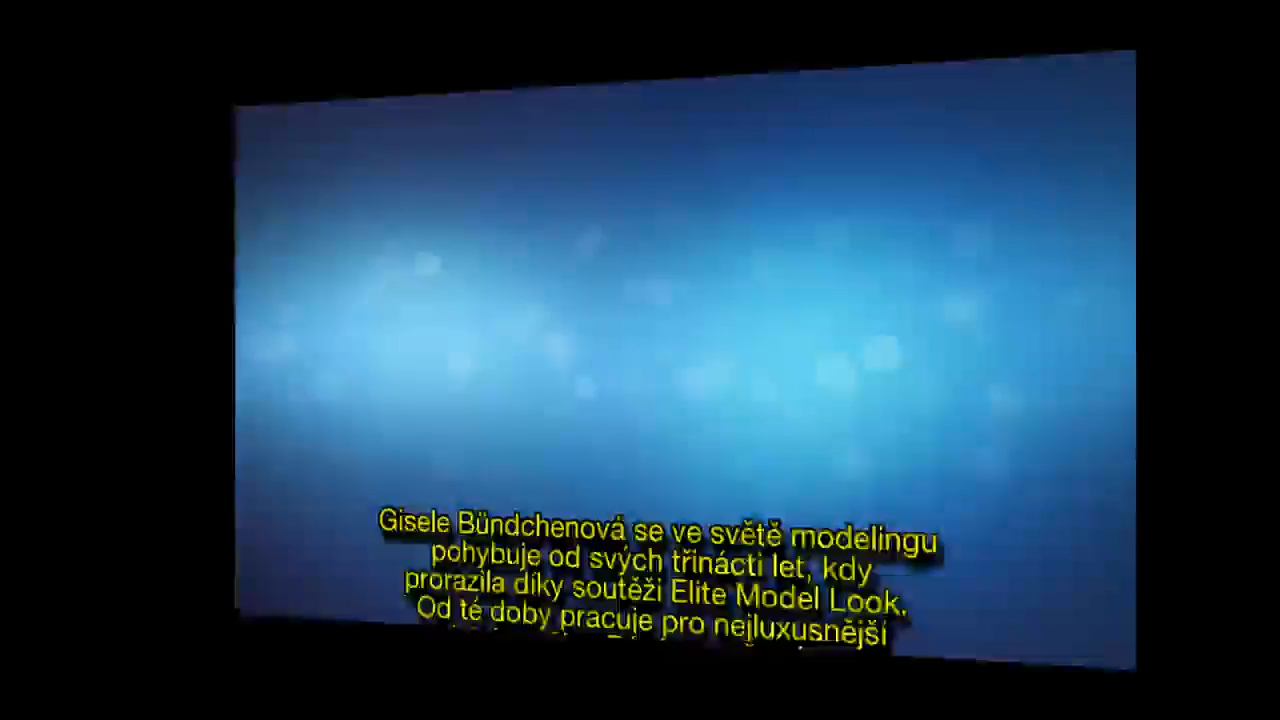 Gisele Bündchenová se ve světě modelingu
pohybuje od svých třinácti let, kdy
prorazila díky soutěži Elite Model Look.
Od té doby pracuje pro nejluxusnější